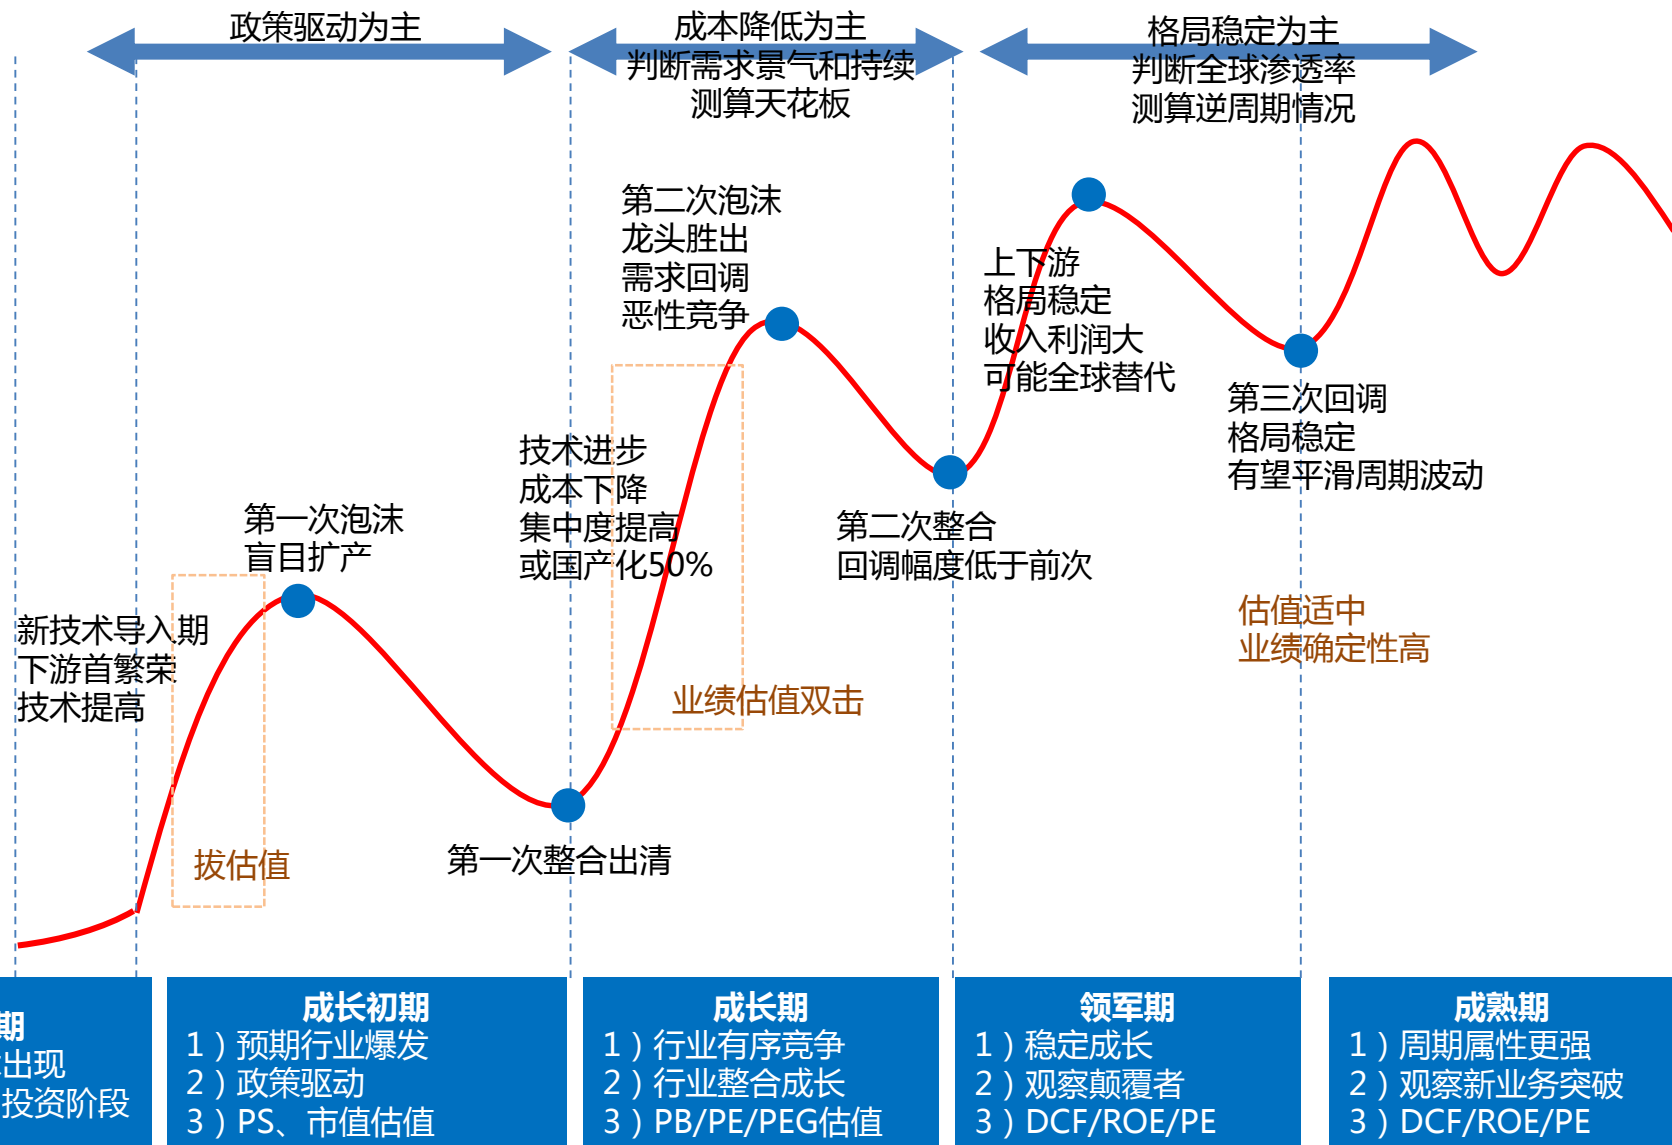 政策驱动为主
成本降低为主
判断需求景气和持续
测算天花板
格局稳定为主
判断全球渗透率
测算逆周期情况
第二次泡沫
龙头胜出
需求回调
恶性竞争
上下游
格局稳定
收入利润大
可能全球替代
第三次回调
格局稳定
有望平滑周期波动
技术进步
成本下降
集中度提高
或国产化50%
第一次泡沫
盲目扩产
第二次整合
回调幅度低于前次
新技术导入期
下游首繁荣
技术提高
估值适中
业绩确定性高
业绩估值双击
拔估值
第一次整合出清
期
出现
投资阶段
成长初期
1）预期行业爆发
2）政策驱动
3）PS、市值估值
成长期
1）行业有序竞争
2）行业整合成长
3）PB/PE/PEG估值
领军期
1）稳定成长
2）观察颠覆者
3）DCF/ROE/PE
成熟期
1）周期属性更强
2）观察新业务突破
3）DCF/ROE/PE